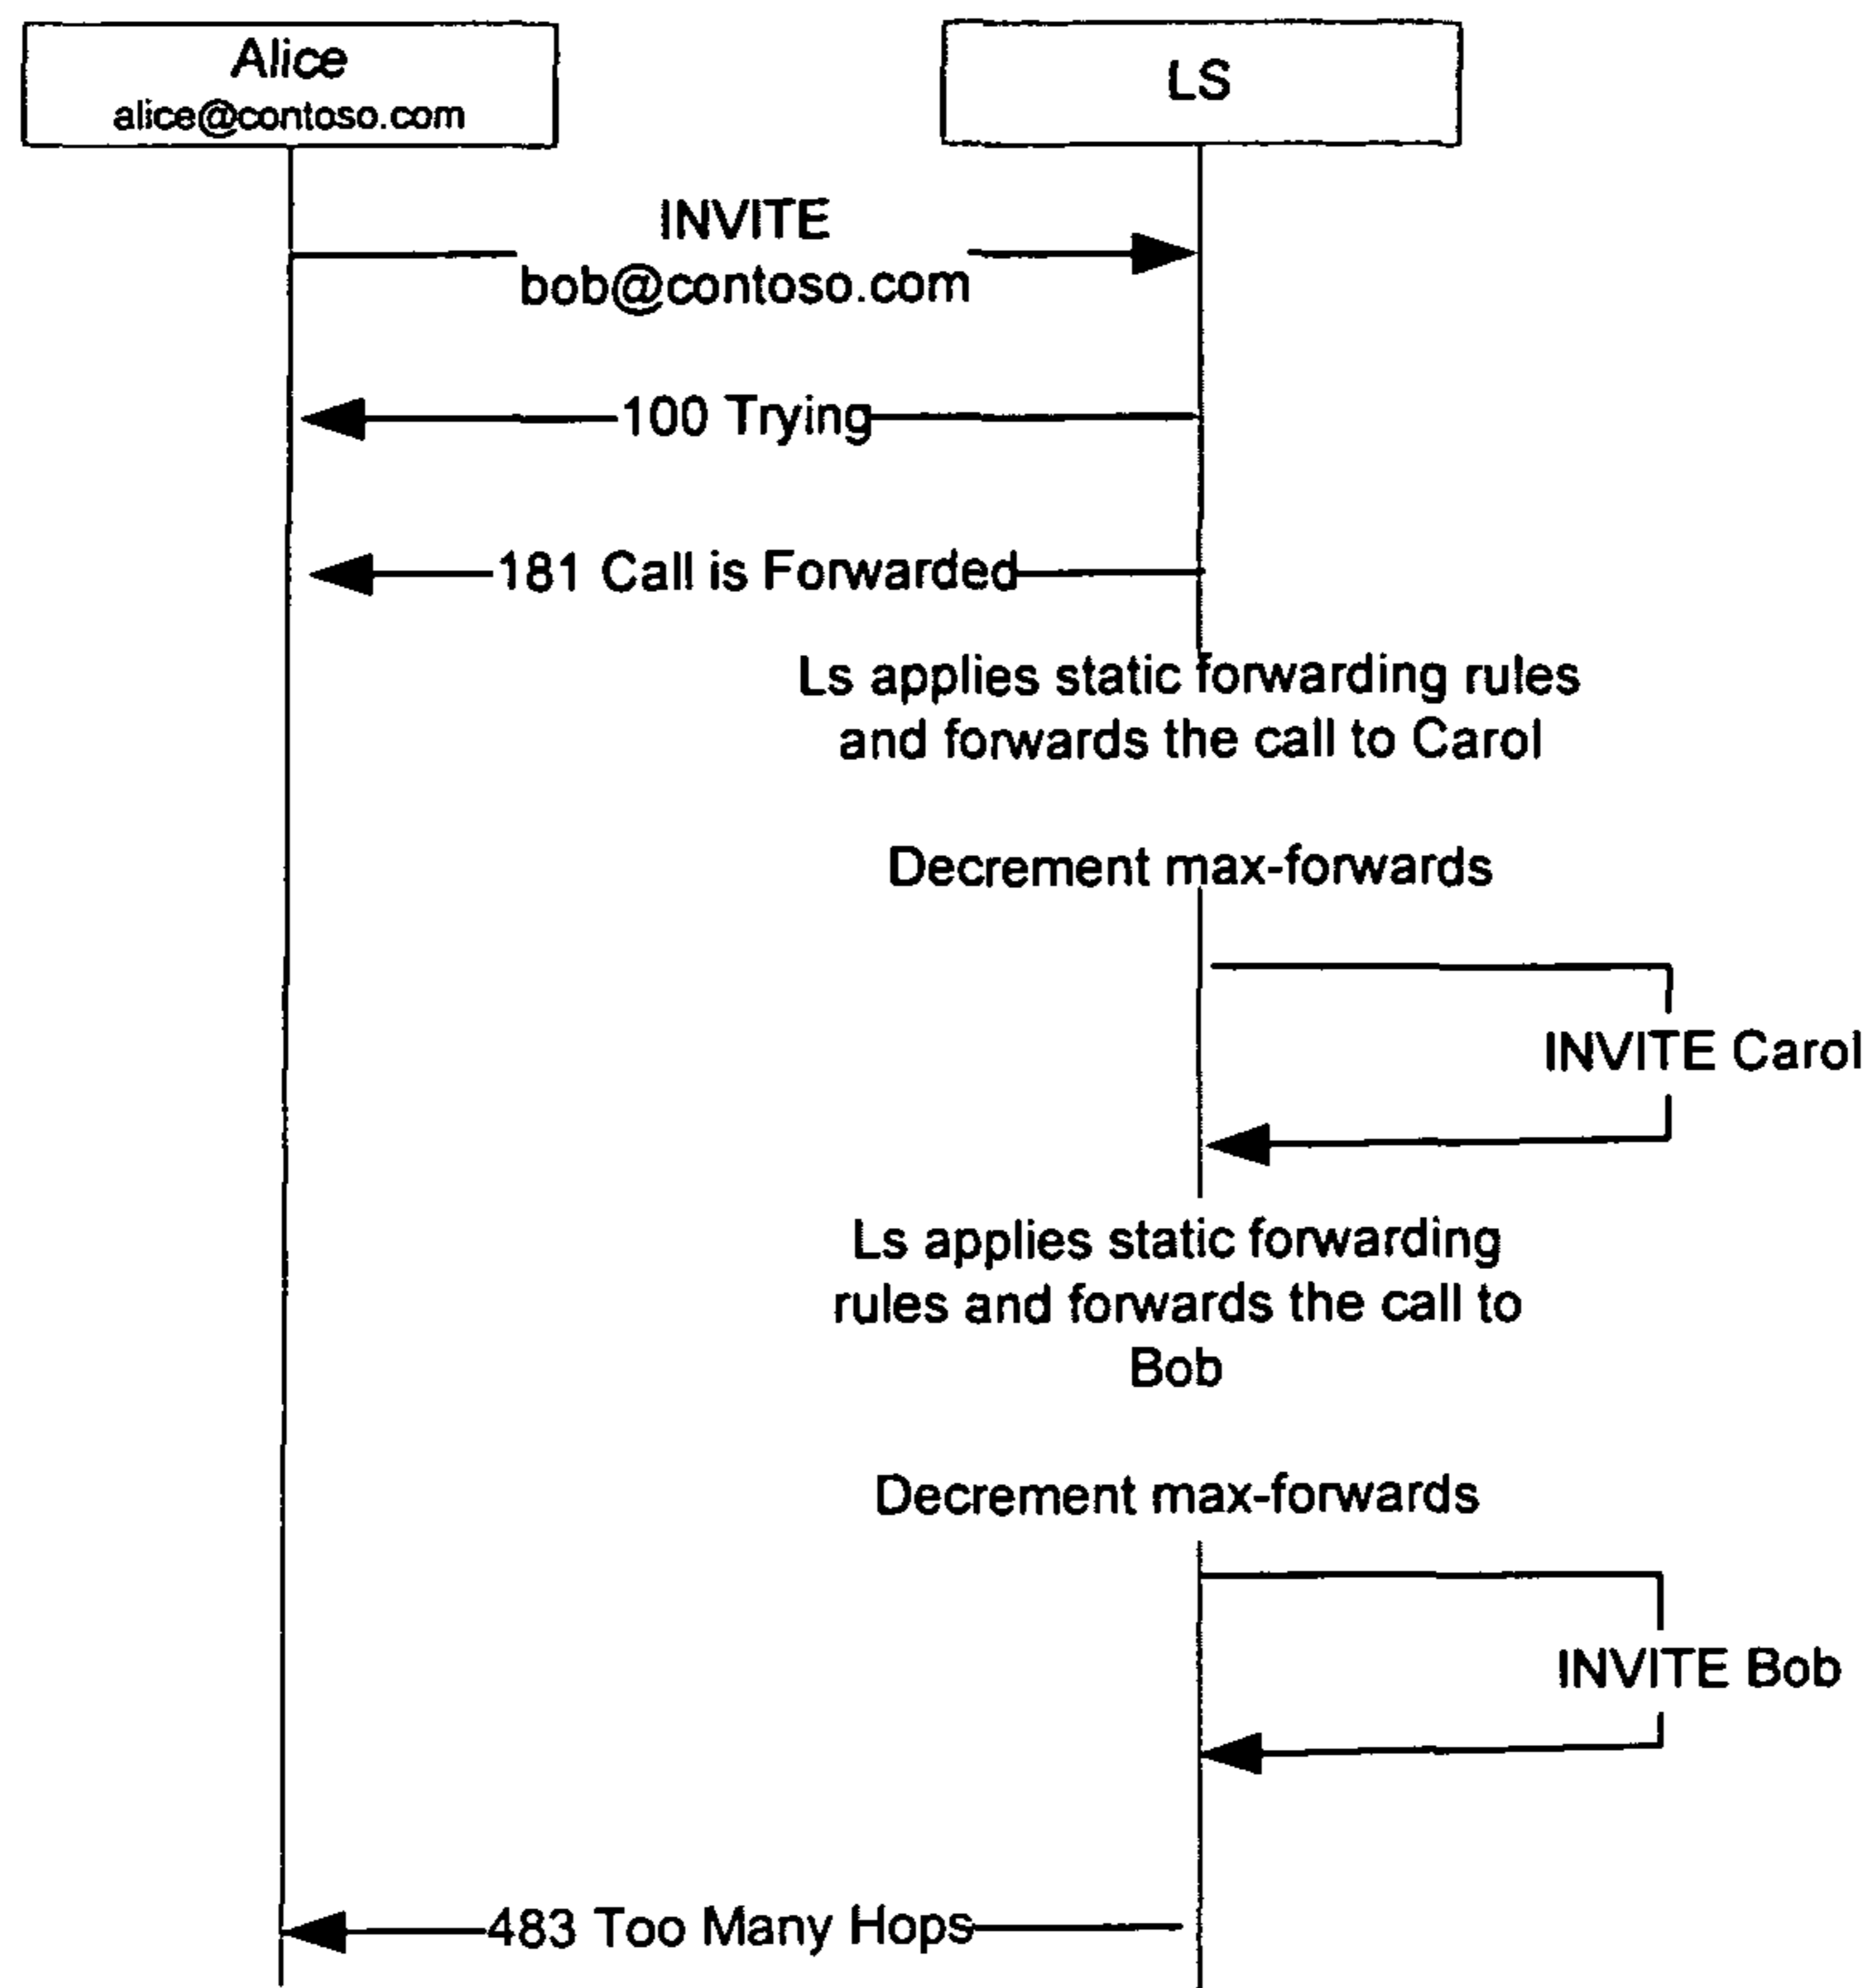 Alice
alice@contoso.com
LS
INVITE
bob@contoso.com
100 Trying
181 Call is Forwarded
Ls applies static forwarding rules
and forwards the call to Carol
Decrement max-forwards
INVITE Carol
Ls applies static forwarding
rules and forwards the call to
Bob
Decrement max-forwards
INVITE Bob
483 Too Many Hops